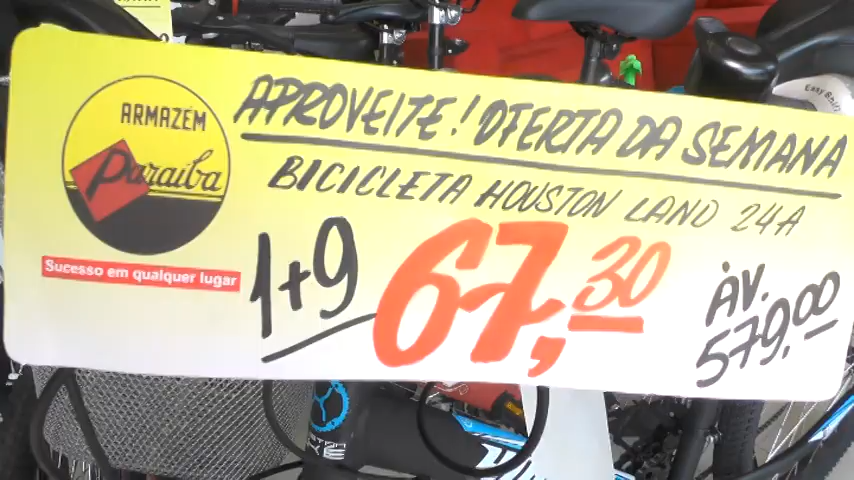 ARMAZÉM
Paraíba
Sucesso em qualquer lugar
APROVEITE! OFERTA DA SEMANA
BICICLETA HOUSTON LAND 24A
1+9 67,30
ÀV.
579,00